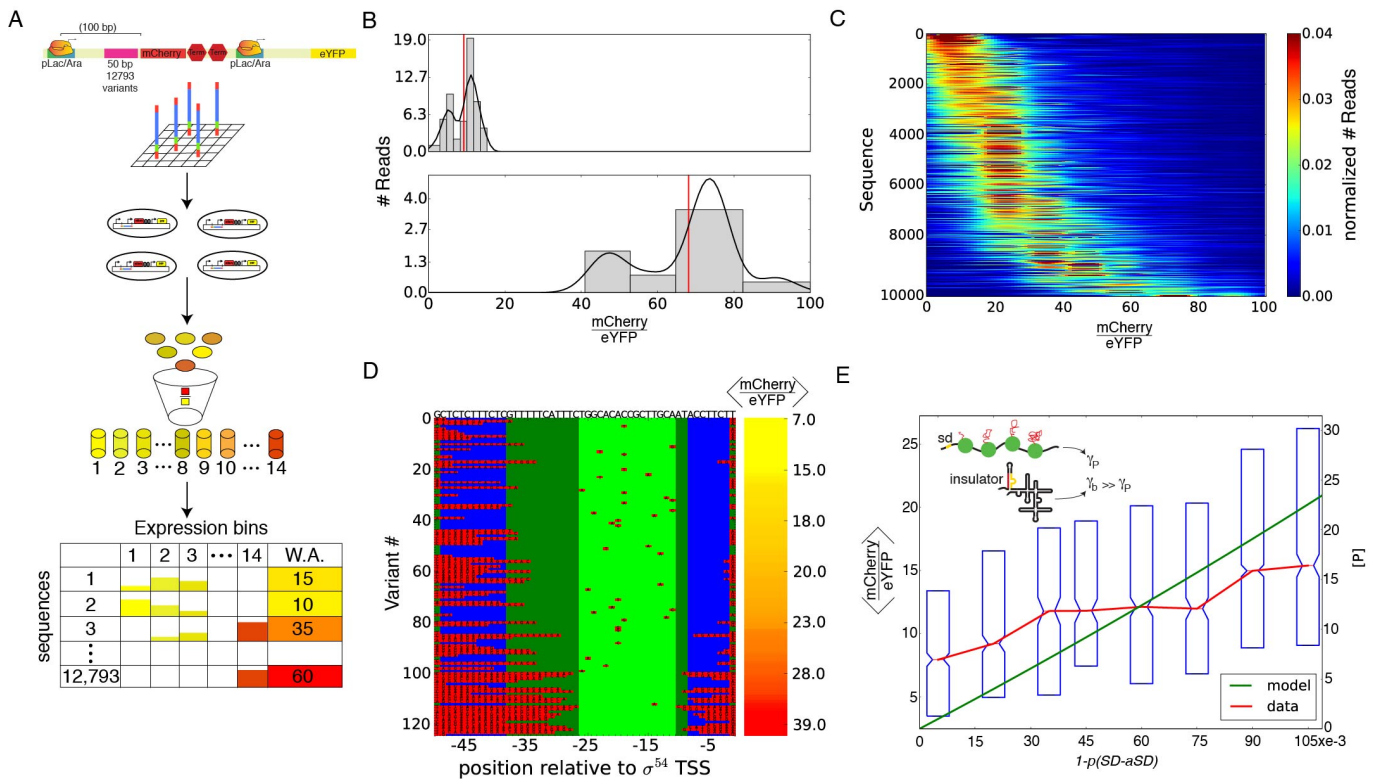 A
(100 bp)
pLac/Ara
mCherry
Term
Term
pLac/Ara
eYFP
50 bp
12793
variants
1 2 3 ••• 8 9 10 ••• 14
Expression bins
1 2 3 ••• 14 W.A.
sequences
1 15
2 10
3 35
12,793 60
B
# Reads
19.0
12.7
6.3
0.0
4.0
2.7
1.3
0.0
0 20 40 60 80 100
mCherry
eYFP
C
Sequence
0
2000
4000
6000
8000
10000
0 20 40 60 80 100
mCherry
eYFP
0.04
0.03
0.02
0.01
0.00
normalized # Reads
D
mCherry
eYFP
Variant #
0
20
40
60
80
100
120
-45 -35 -25 -15 -5
position relative to σ54 TSS
7.0
15.0
18.0
23.0
29.0
39.0
E
mCherry
eYFP
25
20
15
10
5
sd
γP
insulator
γb >> γP
30
25
20
15
10
5
0
[P]
model
data
0 15 30 45 60 75 90 105xe-3
1-p(SD-aSD)